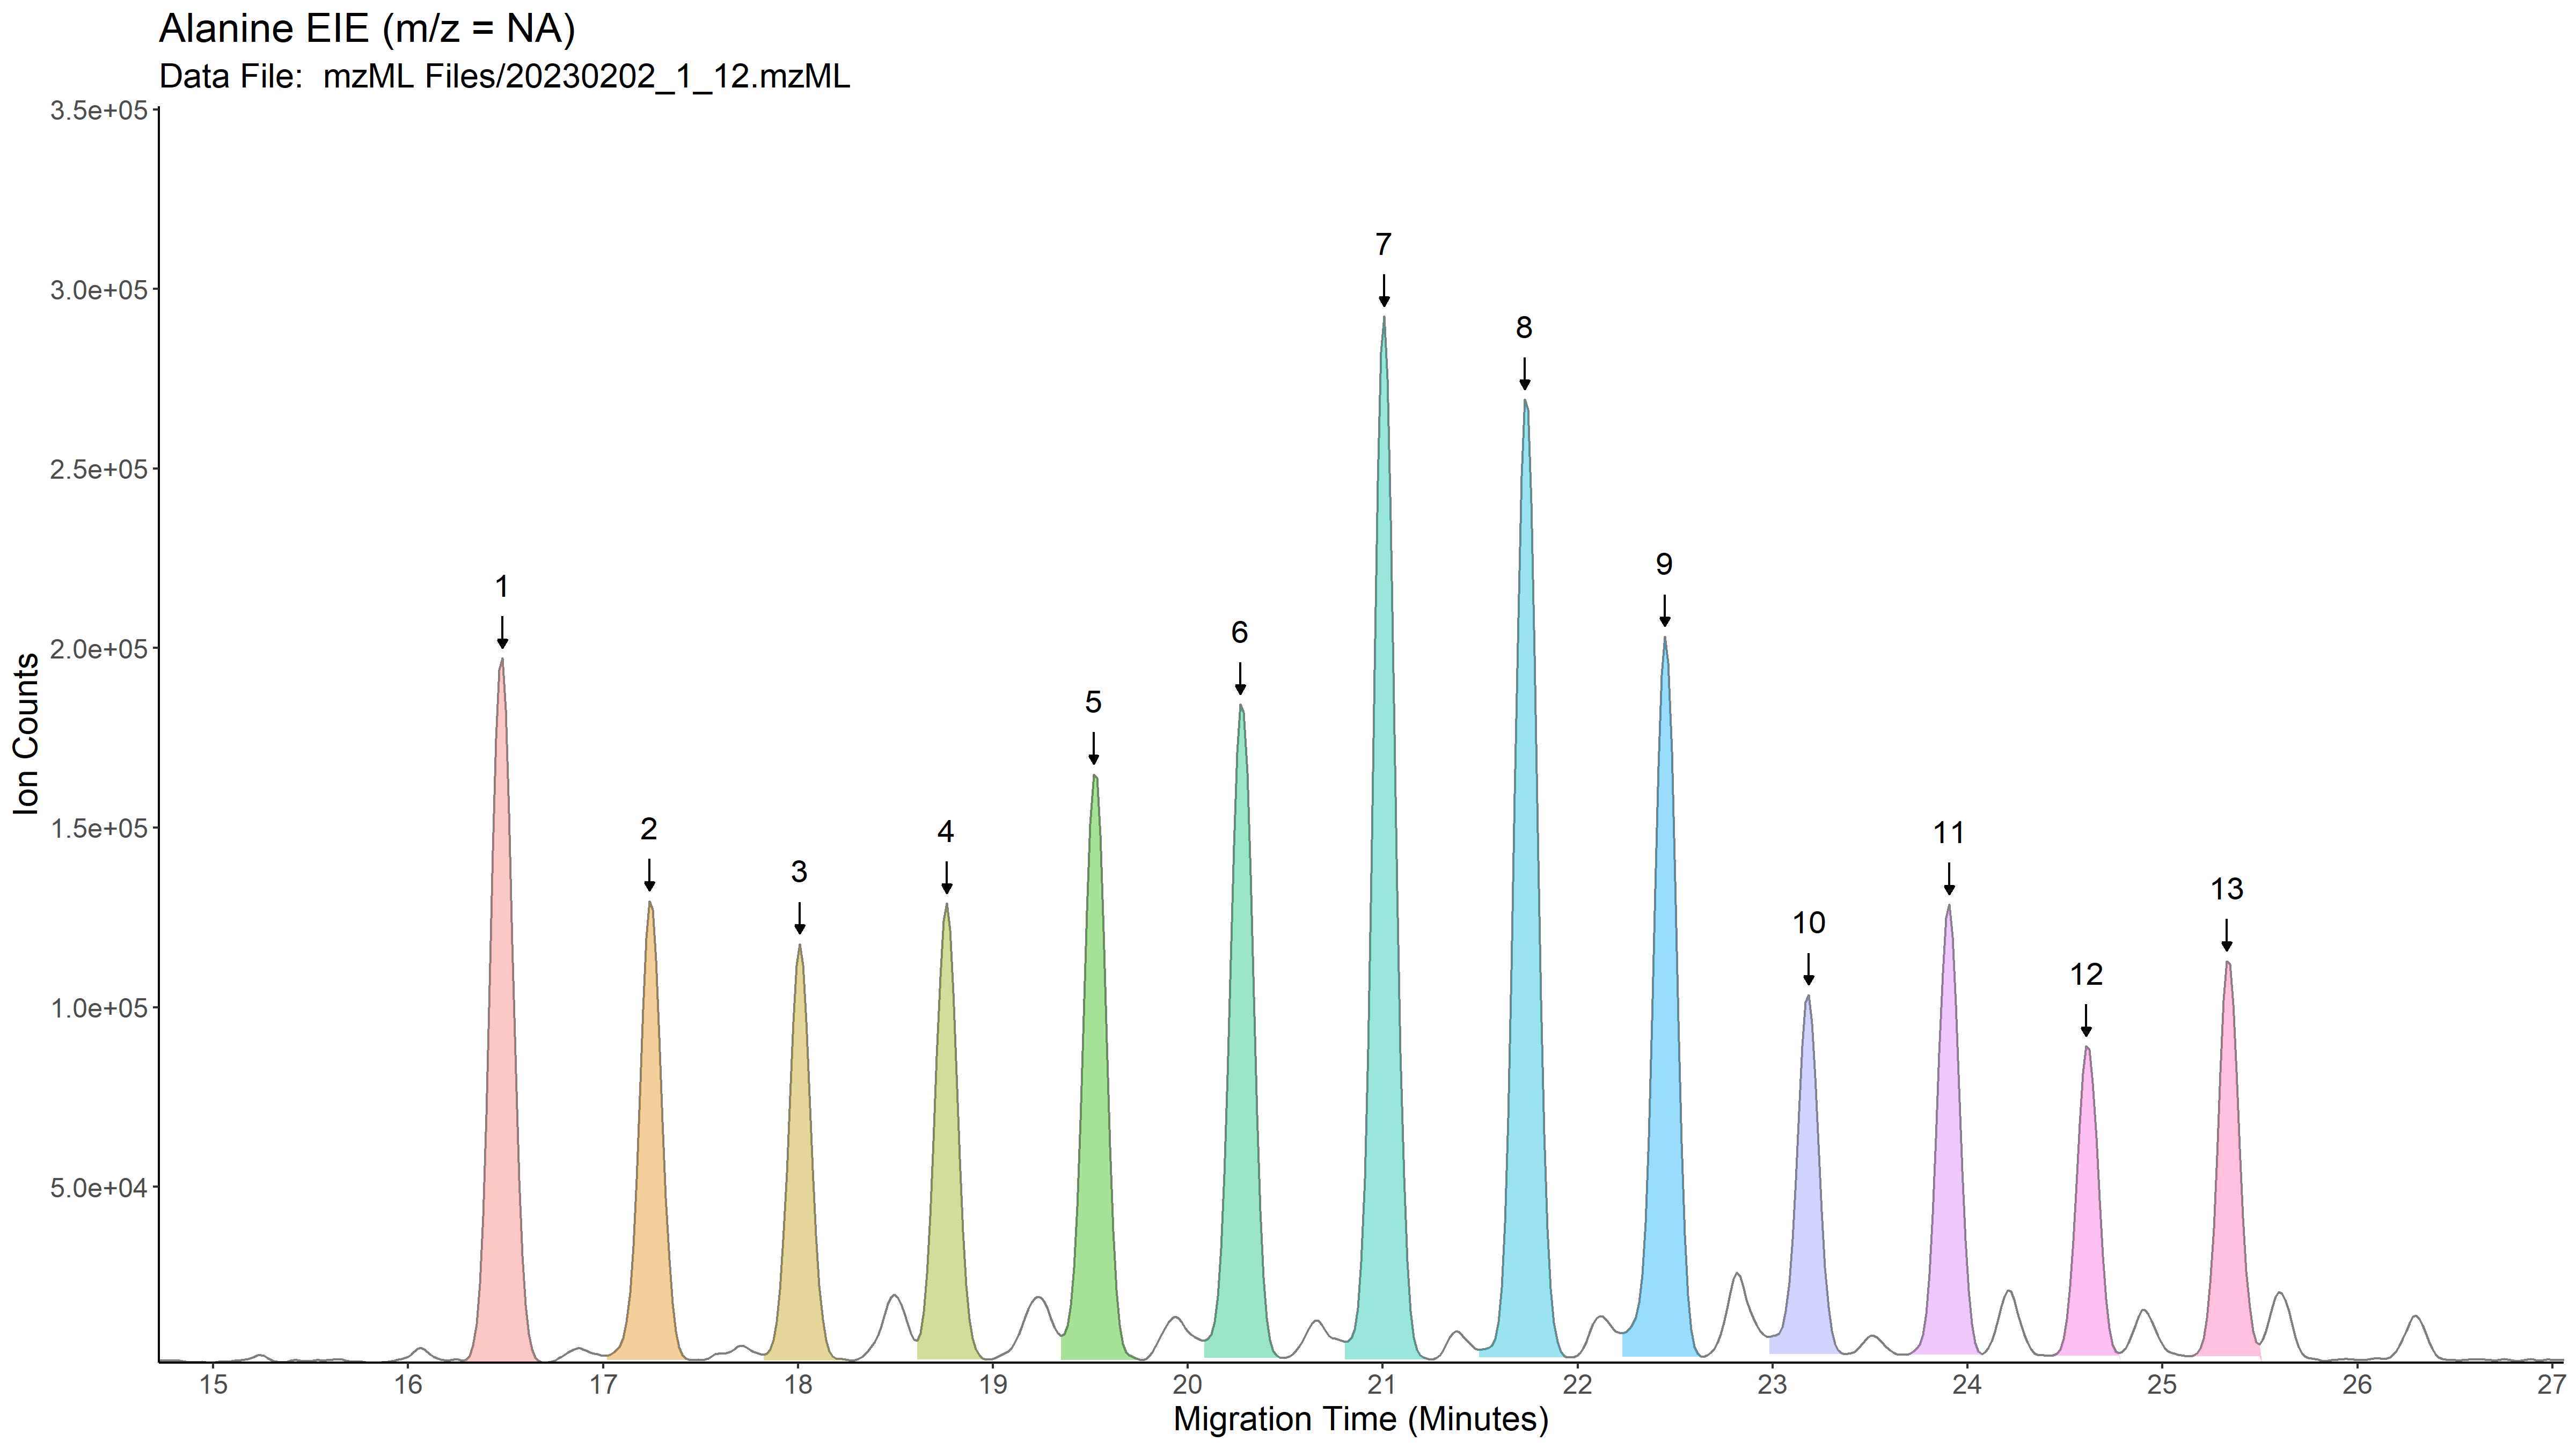 Alanine EIE (m/z = NA)
Data File:  mzML Files/20230202_1_12.mzML
3.5e+05
3.0e+05
2.5e+05
2.0e+05
1.5e+05
1.0e+05
5.0e+04
Ion Counts
1
2
3
4
5
6
7
8
9
10
11
12
13
15 16 17 18 19 20 21 22 23 24 25 26 27
Migration Time (Minutes)